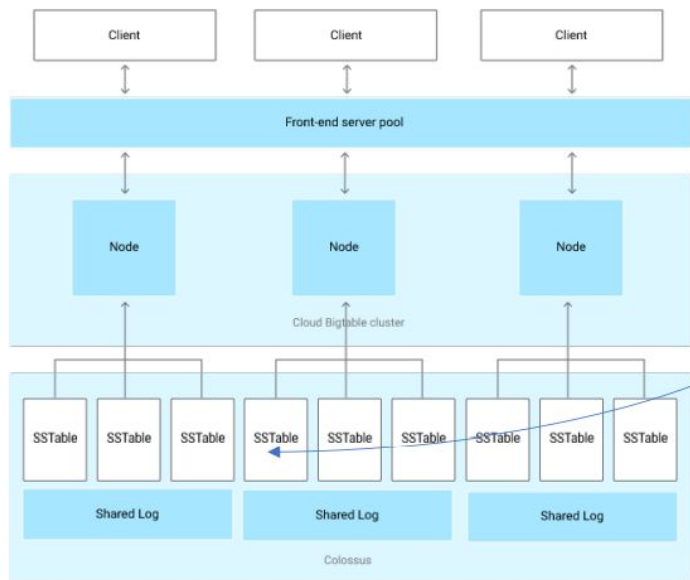 Client Client Client
Front-end server pool
Node Node Node
Cloud Bigtable cluster
SSTable SSTable SSTable SSTable SSTable SSTable SSTable SSTable SSTable
Shared Log Shared Log Shared Log
Colossus